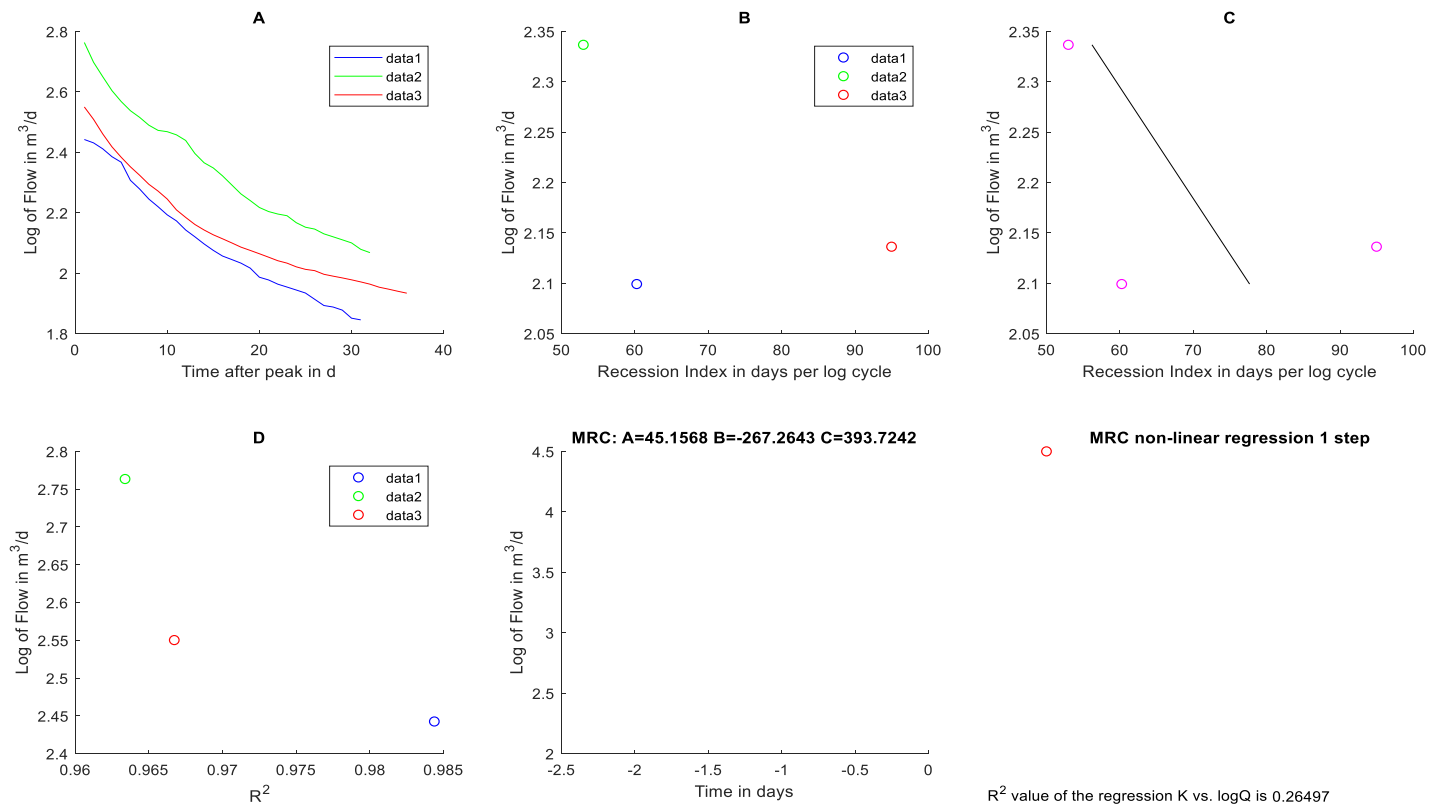 A
Log of Flow in m³/d
2.8
2.6
2.4
2.2
2
1.8
0 10 20 30 40
Time after peak in d
data1
data2
data3
B
Log of Flow in m³/d
2.35
2.3
2.25
2.2
2.15
2.1
2.05
50 60 70 80 90 100
Recession Index in days per log cycle
data1
data2
data3
C
Log of Flow in m³/d
2.35
2.3
2.25
2.2
2.15
2.1
2.05
50 60 70 80 90 100
Recession Index in days per log cycle
D
Log of Flow in m³/d
2.8
2.75
2.7
2.65
2.6
2.55
2.5
2.45
2.4
0.96 0.965 0.97 0.975 0.98 0.985
R²
data1
data2
data3
MRC: A=45.1568 B=-267.2643 C=393.7242
Log of Flow in m³/d
4.5
4
3.5
3
2.5
2
-2.5 -2 -1.5 -1 -0.5 0
Time in days
MRC non-linear regression 1 step
R² value of the regression K vs. logQ is 0.26497